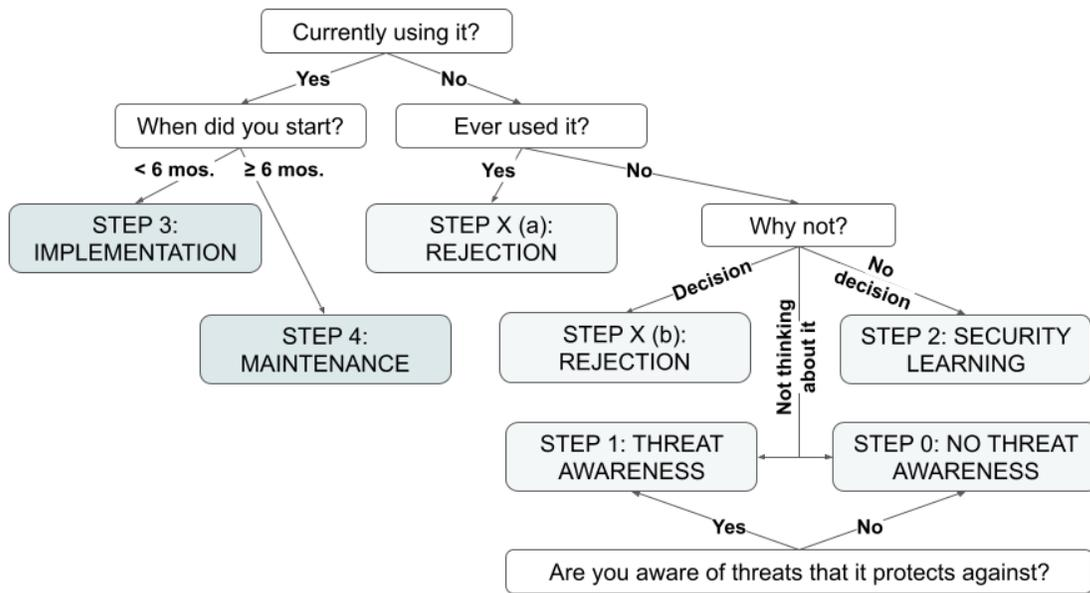 Currently using it?
Yes
No
When did you start?
Ever used it?
< 6 mos.
≥ 6 mos.
Yes
No
STEP 3:
IMPLEMENTATION
STEP X (a):
REJECTION
Why not?
Decision
Not thinking
about it
No
decision
STEP 4:
MAINTENANCE
STEP X (b):
REJECTION
STEP 2: SECURITY
LEARNING
STEP 1: THREAT
AWARENESS
STEP 0: NO THREAT
AWARENESS
Yes
No
Are you aware of threats that it protects against?